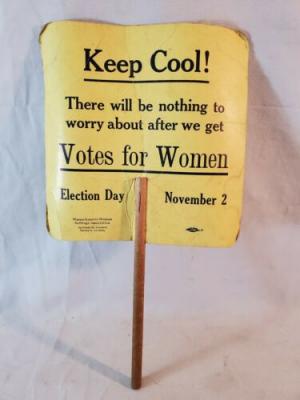 Keep Cool!
There will be nothing to
worry about after we get
Votes for Women
Election Day November 2